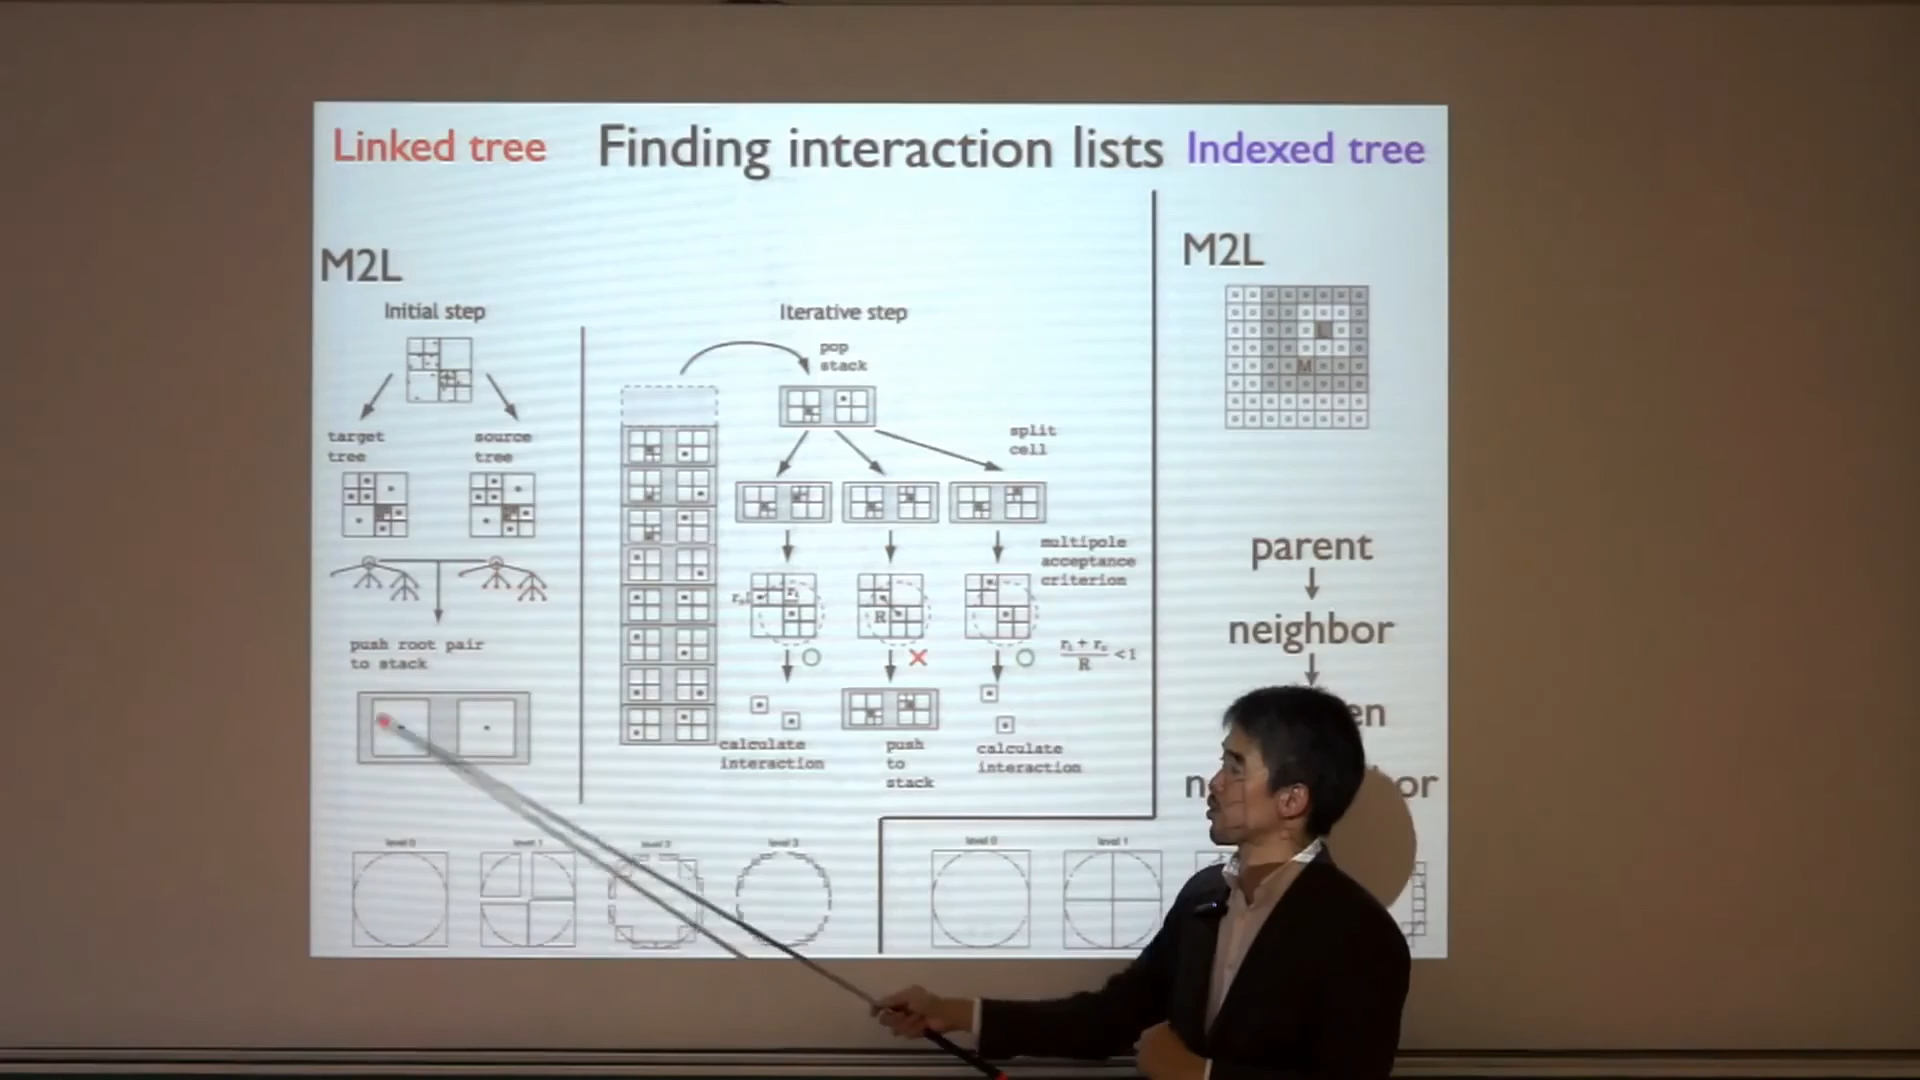 Linked tree
Finding interaction lists
Indexed tree
M2L
Initial step
target
tree
source
tree
push root pair
to stack
Iterative step
pop
stack
split
cell
multipole
acceptance
criterion
R
rₜ + rₛ
R
< 1
calculate
interaction
push
to
stack
calculate
interaction
M2L
L
M
parent
neighbor
level 0
level 1
level 2
level 3
level 0
level 1